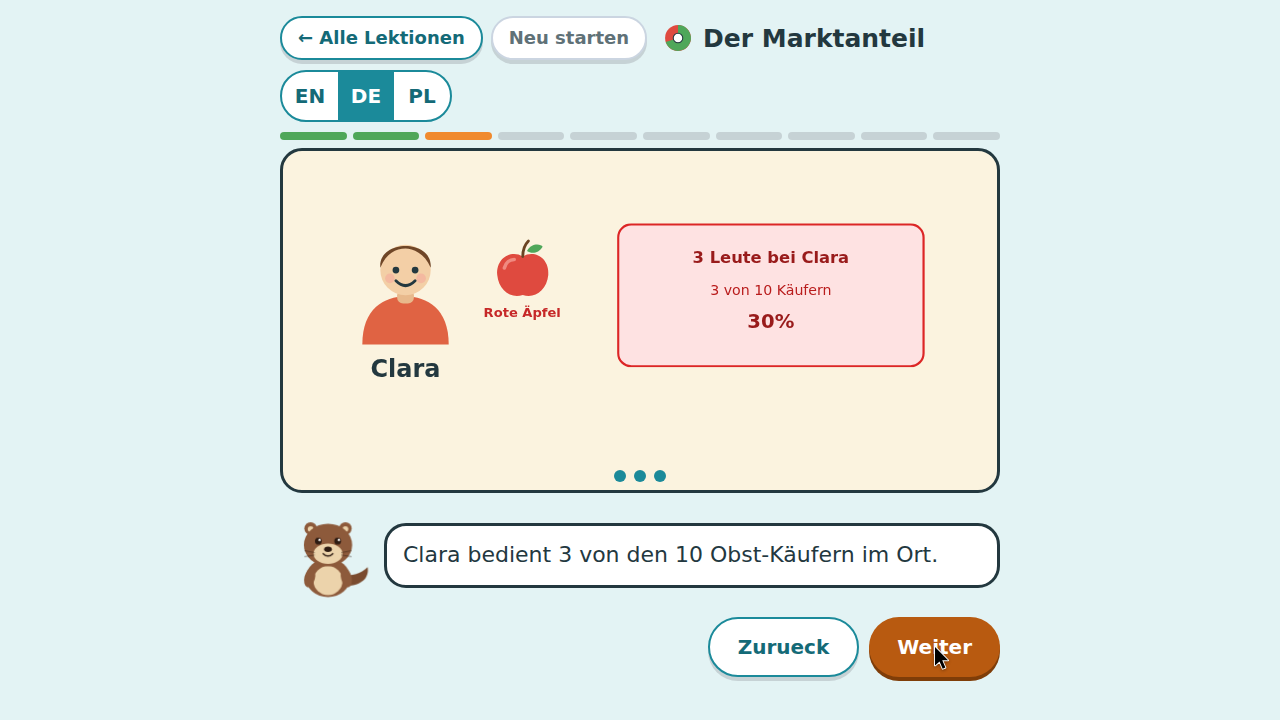 ← Alle Lektionen
Neu starten
Der Marktanteil
EN DE PL
Rote Äpfel
Clara
3 Leute bei Clara
3 von 10 Käufern
30%
Clara bedient 3 von den 10 Obst-Käufern im Ort.
Zurueck
Weiter